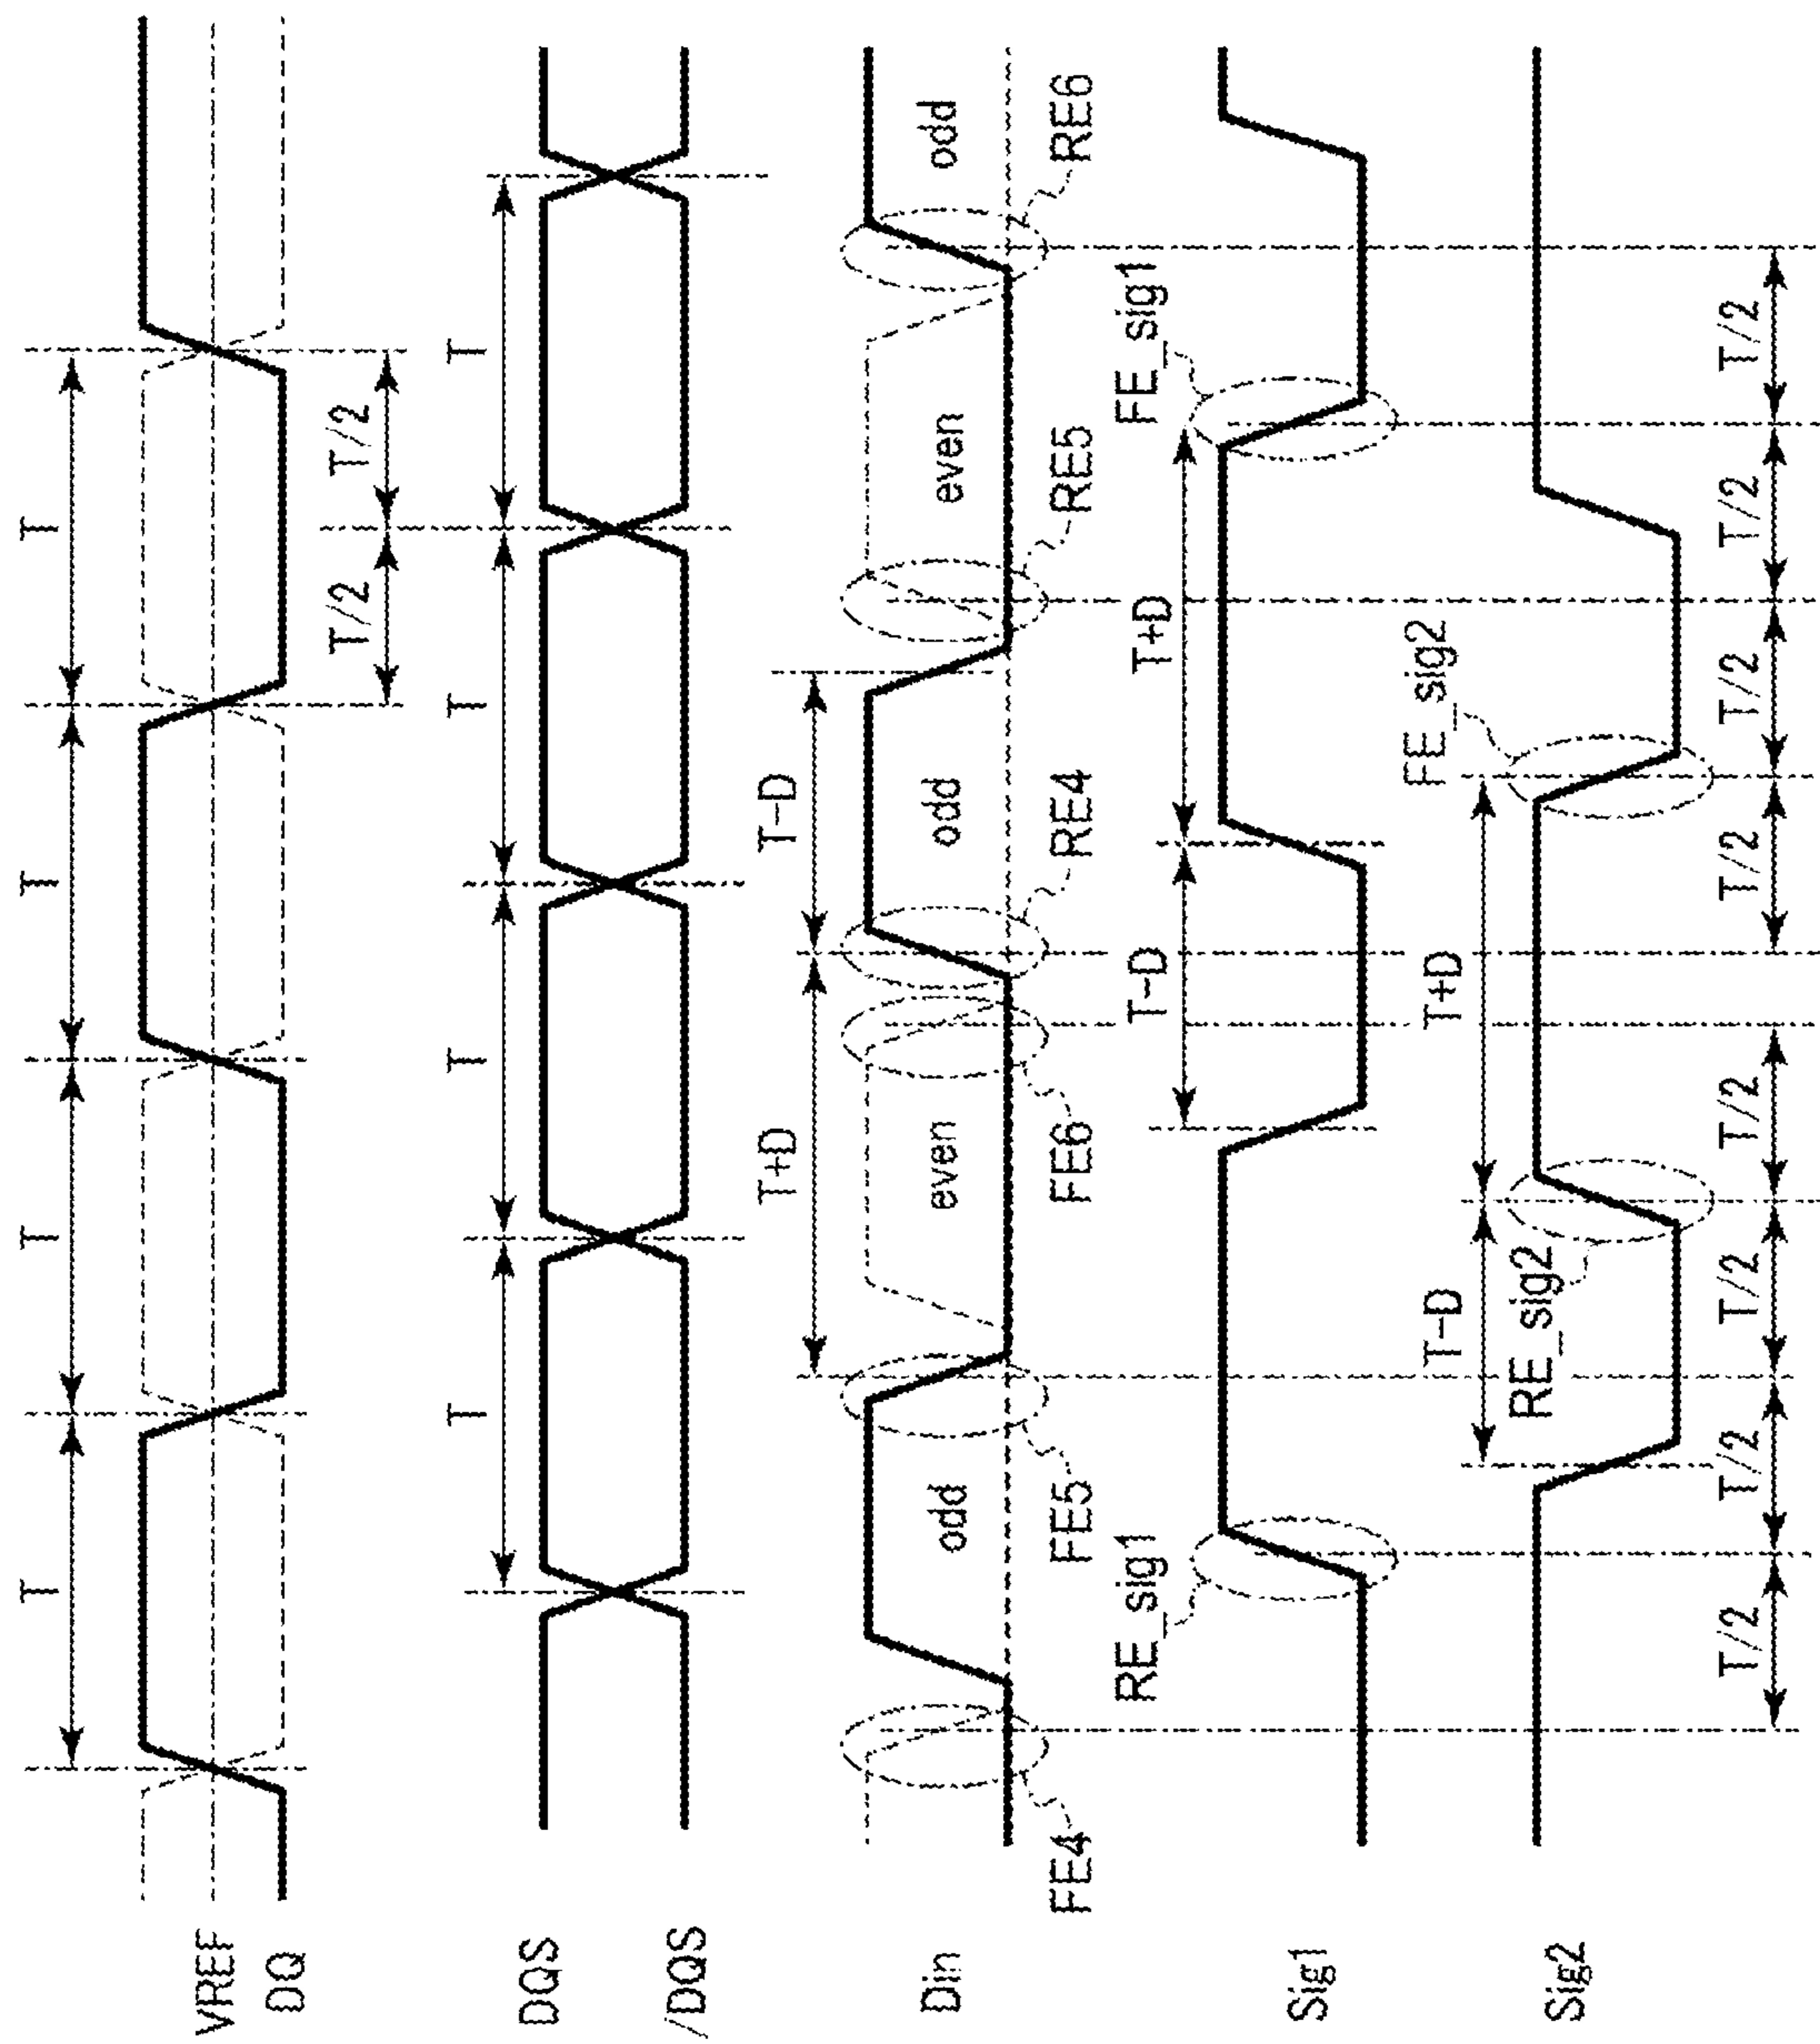 T T T T
VREF
DQ
T/2 T/2
T T T T
DQS
/DQS
T+D T−D
Din odd even odd even odd
FE4 FE5 FE6 RE4 RE5 RE6
RE_sig1 T−D T+D FE_sig1
Sig1
T−D T+D FE_sig2
RE_sig2
Sig2
T/2 T/2 T/2 T/2 T/2 T/2 T/2 T/2